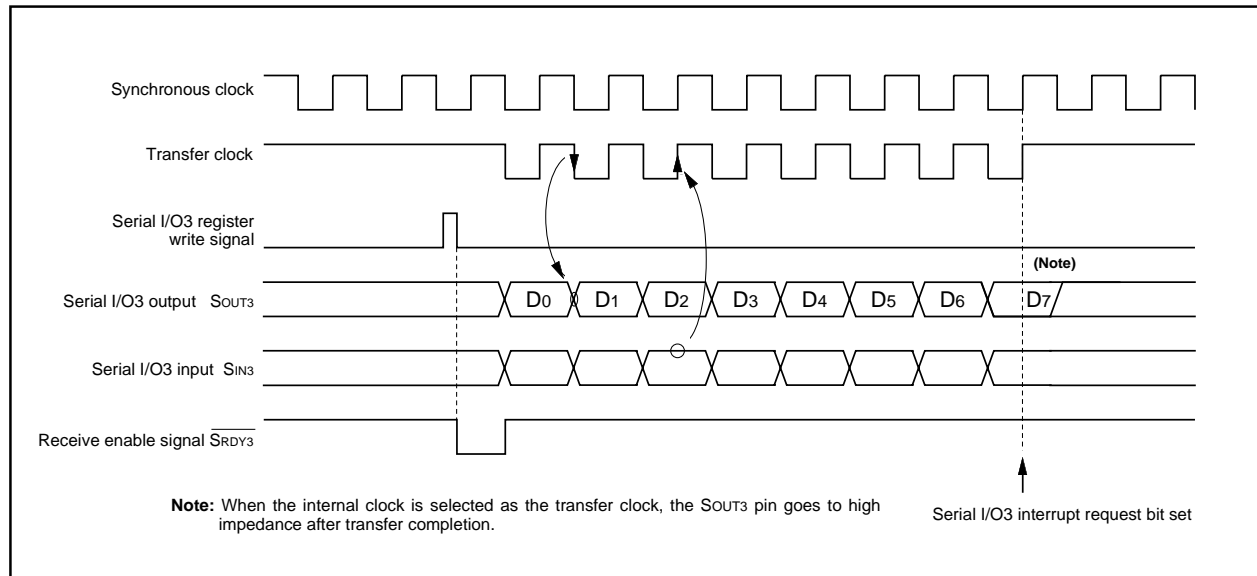 Synchronous clock
Transfer clock
Serial I/O3 register
write signal
(Note)
Serial I/O3 output SOUT3
D0 D1 D2 D3 D4 D5 D6 D7
Serial I/O3 input SIN3
Receive enable signal SRDY3
Note: When the internal clock is selected as the transfer clock, the SOUT3 pin goes to high
impedance after transfer completion.
Serial I/O3 interrupt request bit set